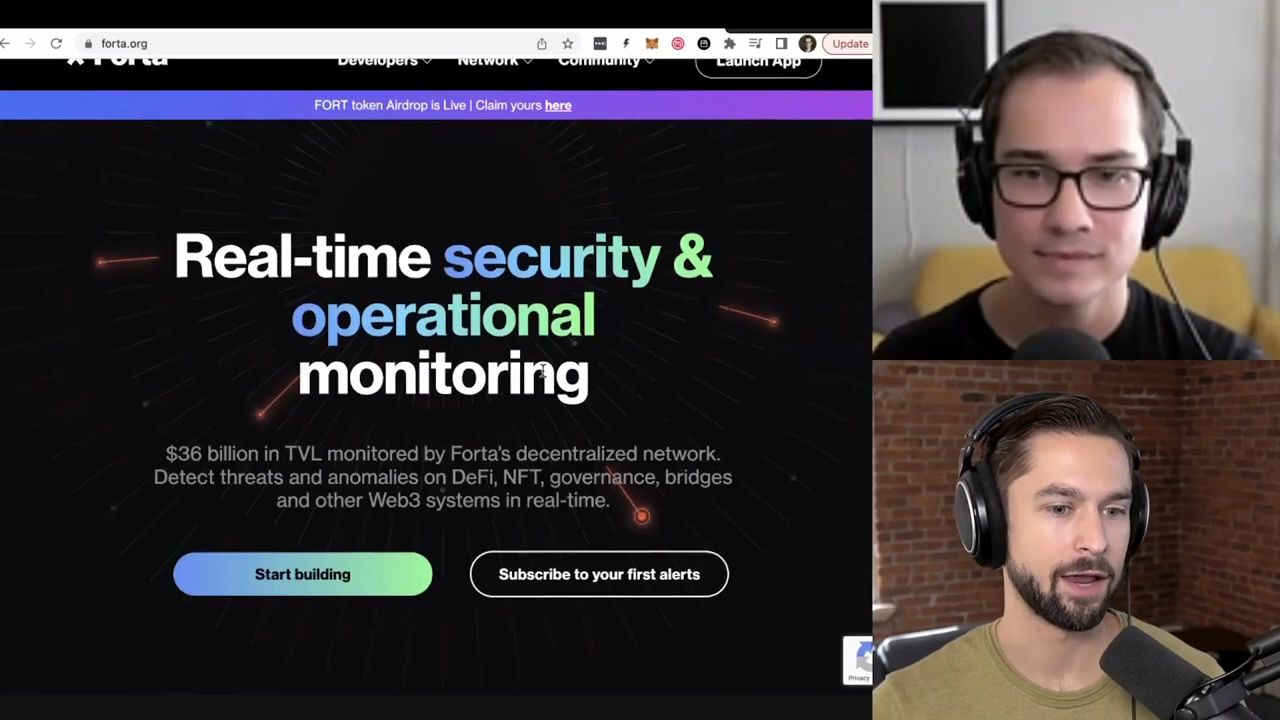 forta.org
Update
Forta
Developers
Network
Community
Launch App
FORT token Airdrop is Live | Claim yours here
Real-time security &
operational
monitoring
$36 billion in TVL monitored by Forta's decentralized network.
Detect threats and anomalies on DeFi, NFT, governance, bridges
and other Web3 systems in real-time.
Start building
Subscribe to your first alerts
Privacy